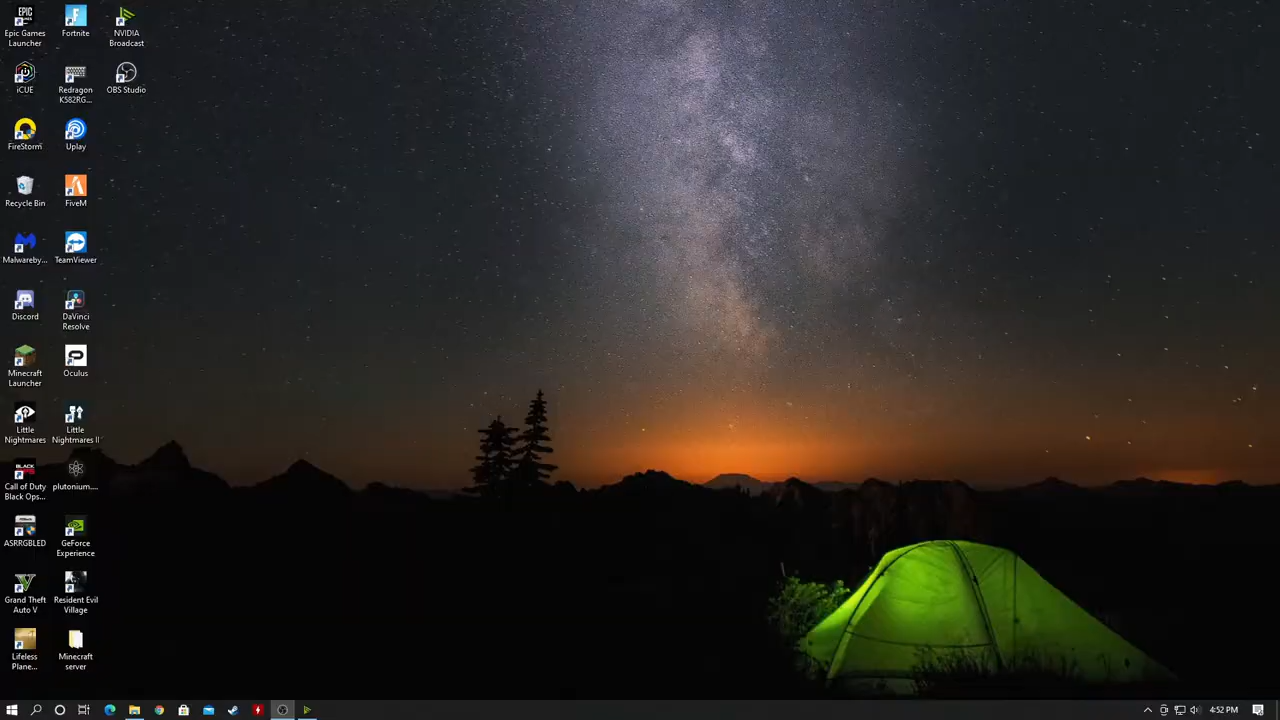 Epic Games
Launcher
Fortnite
NVIDIA
Broadcast
iCUE
Redragon
K582RG...
OBS Studio
FireStorm
Uplay
Recycle Bin
FiveM
Malwareby...
TeamViewer
Discord
DaVinci
Resolve
Minecraft
Launcher
Oculus
Little
Nightmares
Little
Nightmares II
BLACK
Call of Duty
Black Ops...
plutonium....
ASRRGBLED
GeForce
Experience
Grand Theft
Auto V
Resident Evil
Village
Lifeless
Plane...
Minecraft
server
4:52 PM